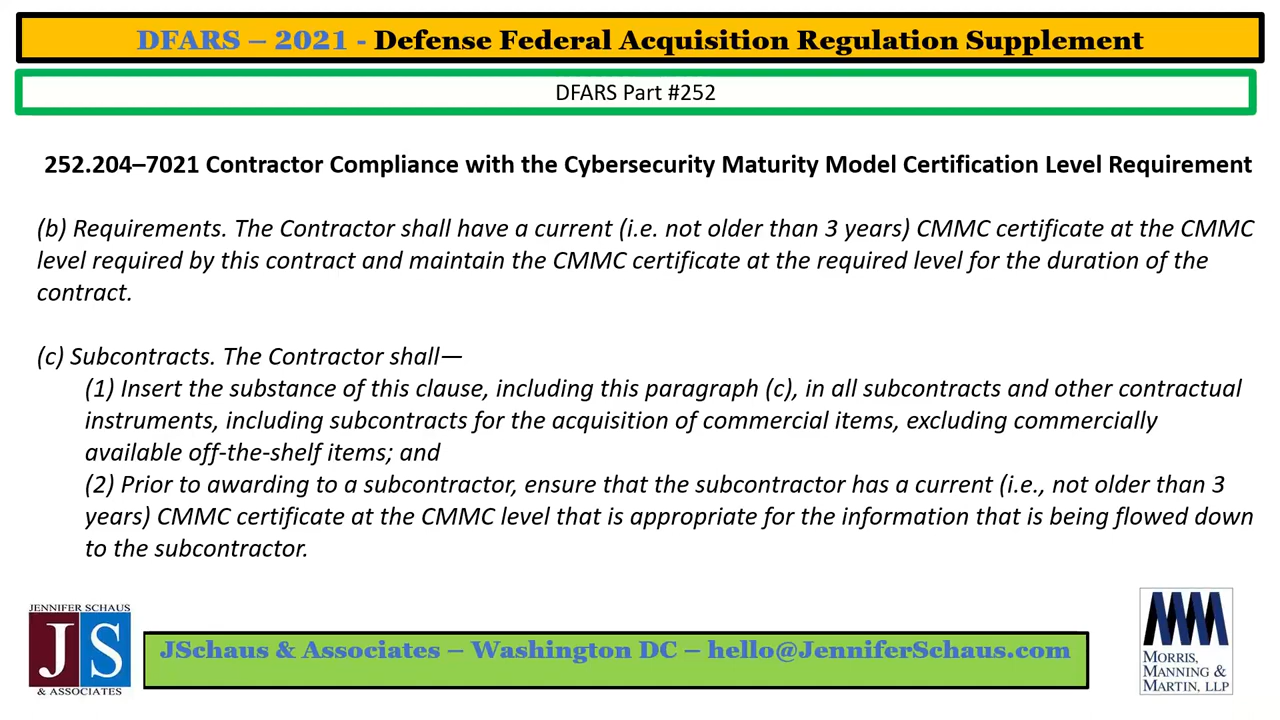 DFARS – 2021 - Defense Federal Acquisition Regulation Supplement
DFARS Part #252
252.204–7021 Contractor Compliance with the Cybersecurity Maturity Model Certification Level Requirement
(b) Requirements. The Contractor shall have a current (i.e. not older than 3 years) CMMC certificate at the CMMC
level required by this contract and maintain the CMMC certificate at the required level for the duration of the
contract.
(c) Subcontracts. The Contractor shall—
(1) Insert the substance of this clause, including this paragraph (c), in all subcontracts and other contractual
instruments, including subcontracts for the acquisition of commercial items, excluding commercially
available off-the-shelf items; and
(2) Prior to awarding to a subcontractor, ensure that the subcontractor has a current (i.e., not older than 3
years) CMMC certificate at the CMMC level that is appropriate for the information that is being flowed down
to the subcontractor.
JENNIFER SCHAUS
JS
& ASSOCIATES
JSchaus & Associates – Washington DC – hello@JenniferSchaus.com
MMM
MORRIS,
MANNING &
MARTIN, LLP